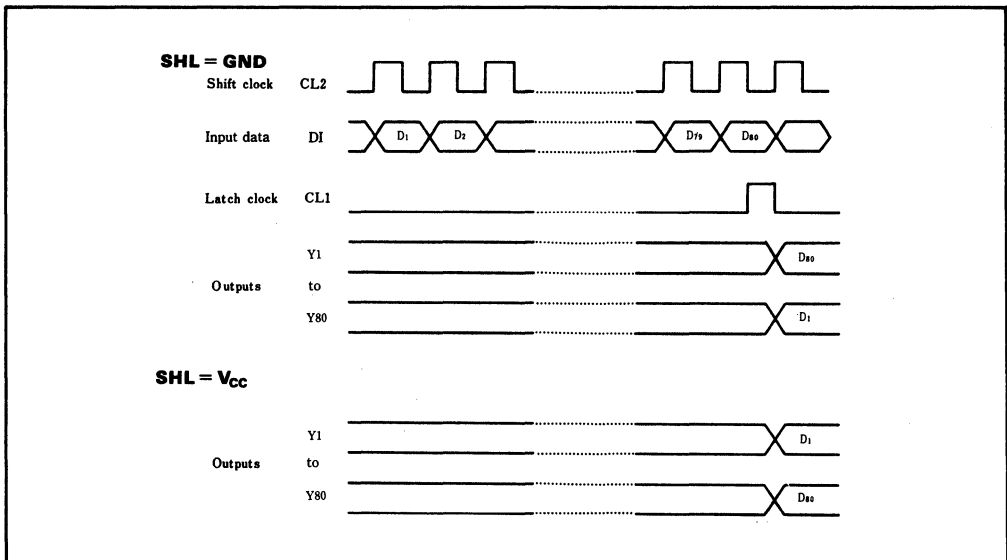 SHL = GND
Shift clock CL2
Input data DI D1 D2 D79 D80
Latch clock CL1
Y1 D80
Outputs to
Y80 D1
SHL = VCC
Y1 D1
Outputs to
Y80 D80